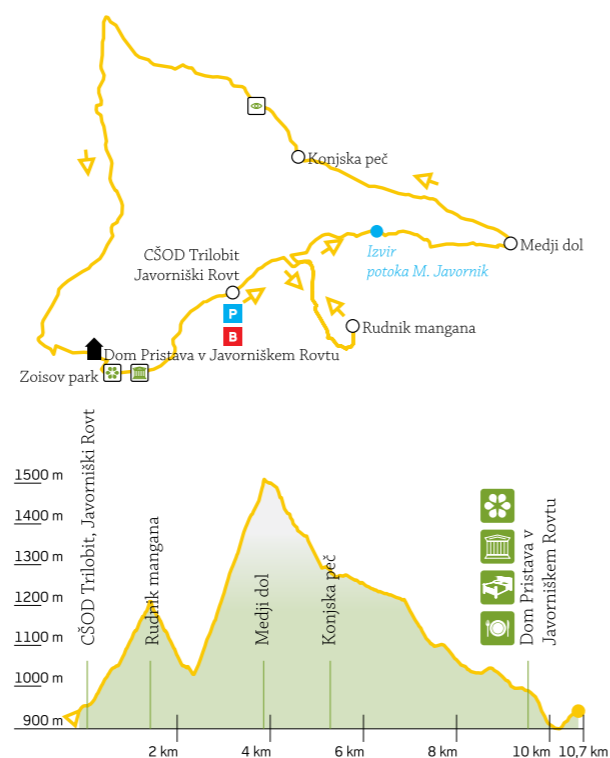 Konjska peč
Medji dol
CŠOD Trilobit
Javorniški Rovt
Izvir
potoka M. Javornik
P
B
Rudnik mangana
Dom Pristava v Javorniškem Rovtu
Zoisov park
1500 m
1400 m
1300 m
1200 m
1100 m
1000 m
900 m
CŠOD Trilobit, Javorniški Rovt
Rudnik mangana
Medji dol
Konjska peč
Dom Pristava v
Javorniškem Rovtu
2 km
4 km
6 km
8 km
10 km
10,7 km